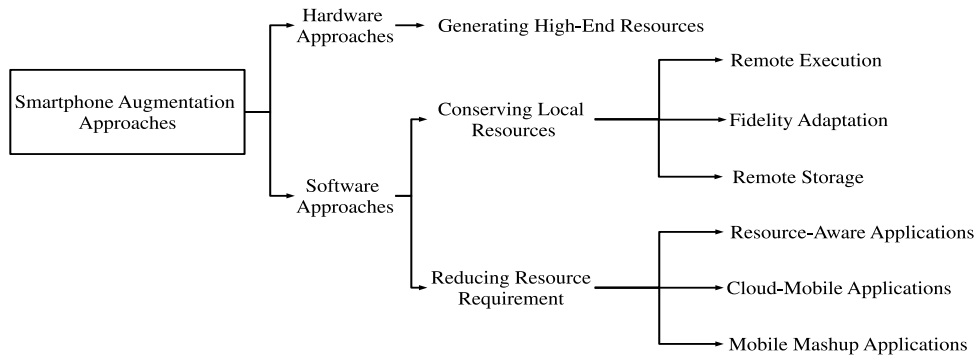 Smartphone Augmentation
Approaches
Hardware
Approaches
Generating High-End Resources
Software
Approaches
Conserving Local
Resources
Remote Execution
Fidelity Adaptation
Remote Storage
Reducing Resource
Requirement
Resource-Aware Applications
Cloud-Mobile Applications
Mobile Mashup Applications